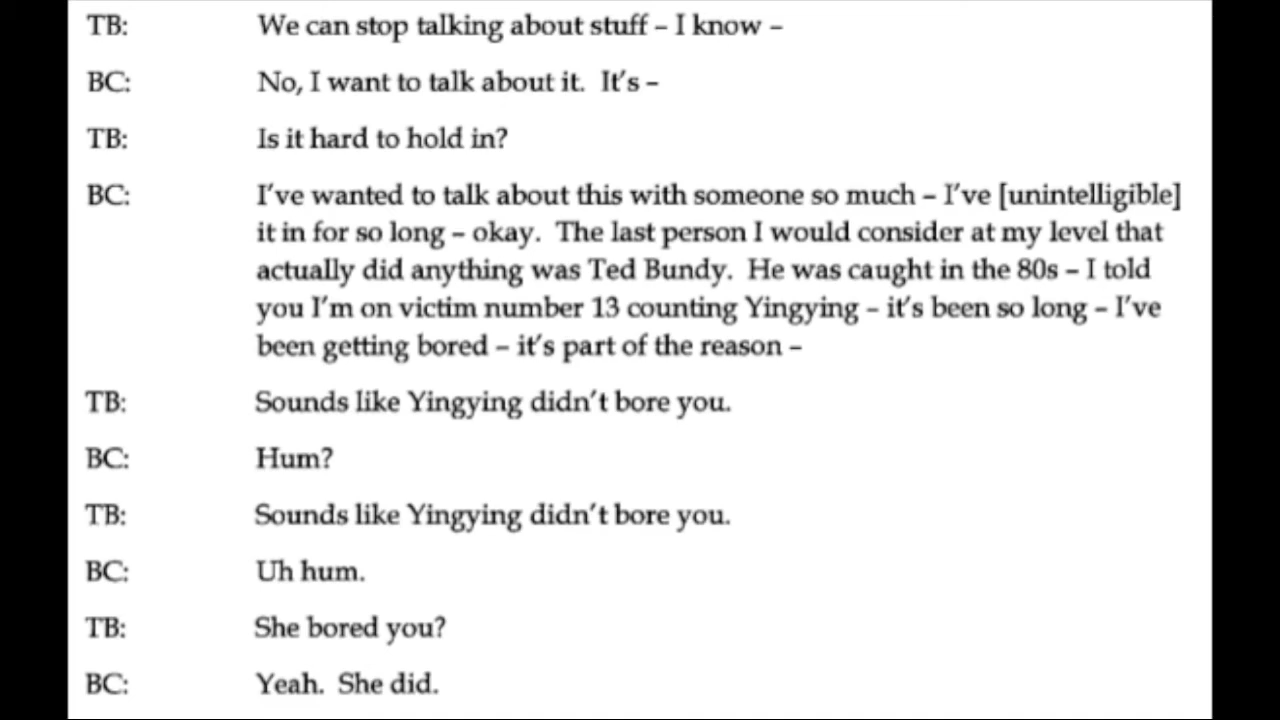 TB: We can stop talking about stuff – I know –
BC: No, I want to talk about it. It's –
TB: Is it hard to hold in?
BC: I've wanted to talk about this with someone so much – I've [unintelligible]
it in for so long – okay. The last person I would consider at my level that
actually did anything was Ted Bundy. He was caught in the 80s – I told
you I'm on victim number 13 counting Yingying – it's been so long – I've
been getting bored – it's part of the reason –
TB: Sounds like Yingying didn't bore you.
BC: Hum?
TB: Sounds like Yingying didn't bore you.
BC: Uh hum.
TB: She bored you?
BC: Yeah. She did.